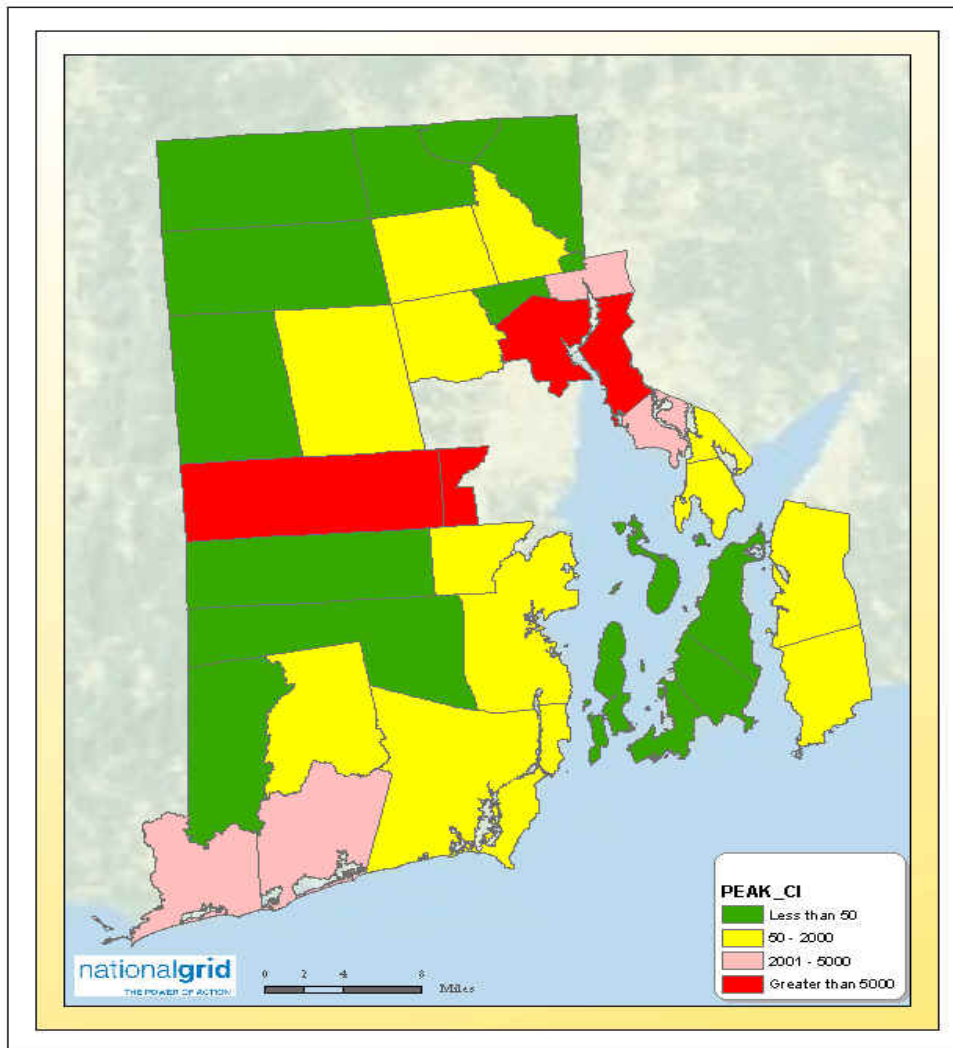 PEAK_CI
Less than 50
50 - 2000
2001 - 5000
Greater than 5000
nationalgrid
THE POWER OF ACTION
0 2 4 8
Miles